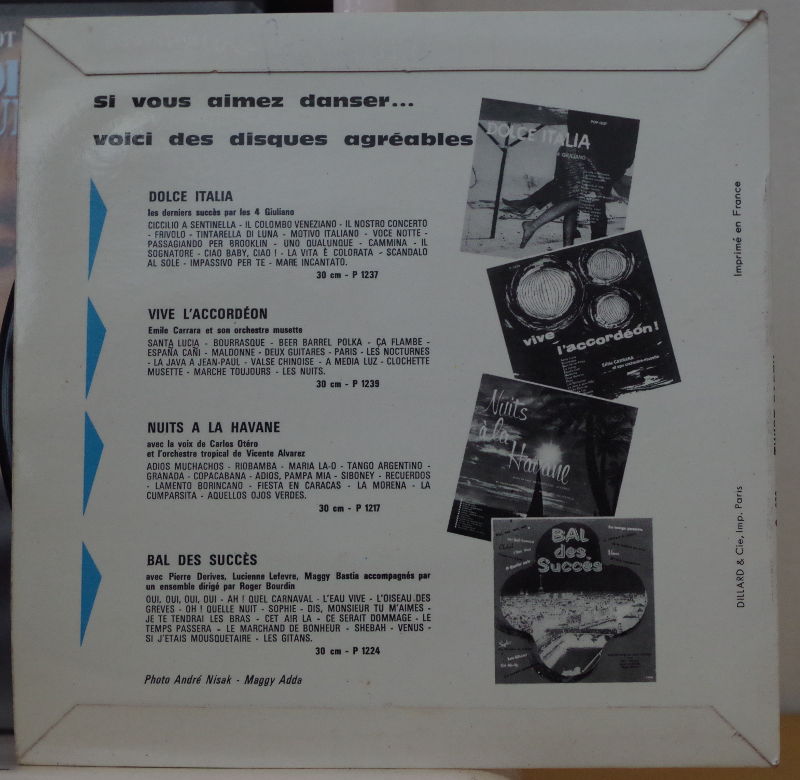 Si vous aimez danser...
voici des disques agréables
DOLCE ITALIA
les derniers succès par les 4 Giuliano
CICCILIO A SENTINELLA - IL COLOMBO VENEZIANO - IL NOSTRO CONCERTO
- FRIVOLO - TINTARELLA DI LUNA - MOTIVO ITALIANO - VOCE NOTTE -
PASSAGIANDO PER BROOKLIN - UNO QUALUNQUE - CAMMINA - IL
SOGNATORE - CIAO BABY, CIAO ! - LA VITA È COLORATA - SCANDALO
AL SOLE - IMPASSIVO PER TE - MARE INCANTATO.
30 cm - P 1237
VIVE L'ACCORDÉON
Emile Carrara et son orchestre musette
SANTA LUCIA - BOURRASQUE - BEER BARREL POLKA - ÇA FLAMBE -
ESPAÑA CAÑI - MALDONNE - DEUX GUITARES - PARIS - LES NOCTURNES
- LA JAVA A JEAN-PAUL - VALSE CHINOISE - A MEDIA LUZ - CLOCHETTE
MUSETTE - MARCHE TOUJOURS - LES NUITS.
30 cm - P 1239
NUITS A LA HAVANE
avec la voix de Carlos Otéro
et l'orchestre tropical de Vicente Alvarez
ADIOS MUCHACHOS - RIOBAMBA - MARIA LA-O - TANGO ARGENTINO -
GRANADA - COPACABANA - ADIOS, PAMPA MIA - SIBONEY - RECUERDOS
- LAMENTO BORINCANO - FIESTA EN CARACAS - LA MORENA - LA
CUMPARSITA - AQUELLOS OJOS VERDES.
30 cm - P 1217
BAL DES SUCCÈS
avec Pierre Derives, Lucienne Lefevre, Maggy Bastia accompagnés par
un ensemble dirigé par Roger Bourdin
OUI, OUI, OUI, OUI - AH ! QUEL CARNAVAL - L'EAU VIVE - L'OISEAU DES
GREVES - OH ! QUELLE NUIT - SOPHIE - DIS, MONSIEUR TU M'AIMES -
JE TE TENDRAI LES BRAS - CET AIR LA - CE SERAIT DOMMAGE - LE
TEMPS PASSERA - LE MARCHAND DE BONHEUR - SHEBAH - VENUS -
SI J'ETAIS MOUSQUETAIRE - LES GITANS.
30 cm - P 1224
Photo André Nisak - Maggy Adda
DOLCE ITALIA
GIULIANO
vive
l'accordéon!
Emile CARRARA
Nuits
à la
Havane
BAL
des
Succès
Imprimé en France
DILLARD & Cie, Imp. Paris